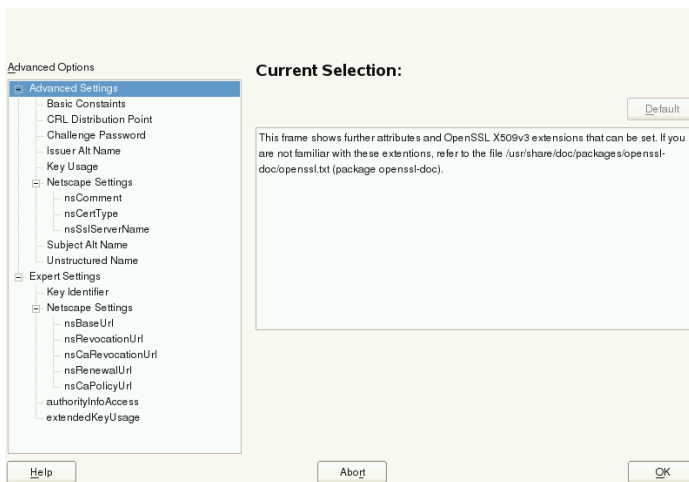 Advanced Options
Advanced Settings
Basic Constaints
CRL Distribution Point
Challenge Password
Issuer Alt Name
Key Usage
Netscape Settings
nsComment
nsCertType
nsSslServerName
Subject Alt Name
Unstructured Name
Expert Settings
Key Identifier
Netscape Settings
nsBaseUrl
nsRevocationUrl
nsCaRevocationUrl
nsRenewalUrl
nsCaPolicyUrl
authorityInfoAccess
extendedKeyUsage
Current Selection:
Default
This frame shows further attributes and OpenSSL X509v3 extensions that can be set. If you
are not familiar with these extentions, refer to the file /usr/share/doc/packages/openssl-
doc/openssl.txt (package openssl-doc).
Help
Abort
OK